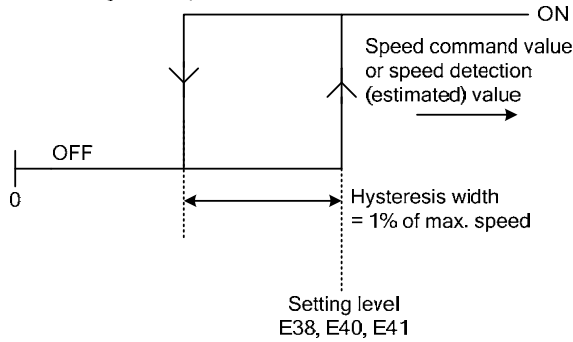 ON
Speed command value
or speed detection
(estimated) value
OFF
0
Hysteresis width
= 1% of max. speed
Setting level
E38, E40, E41